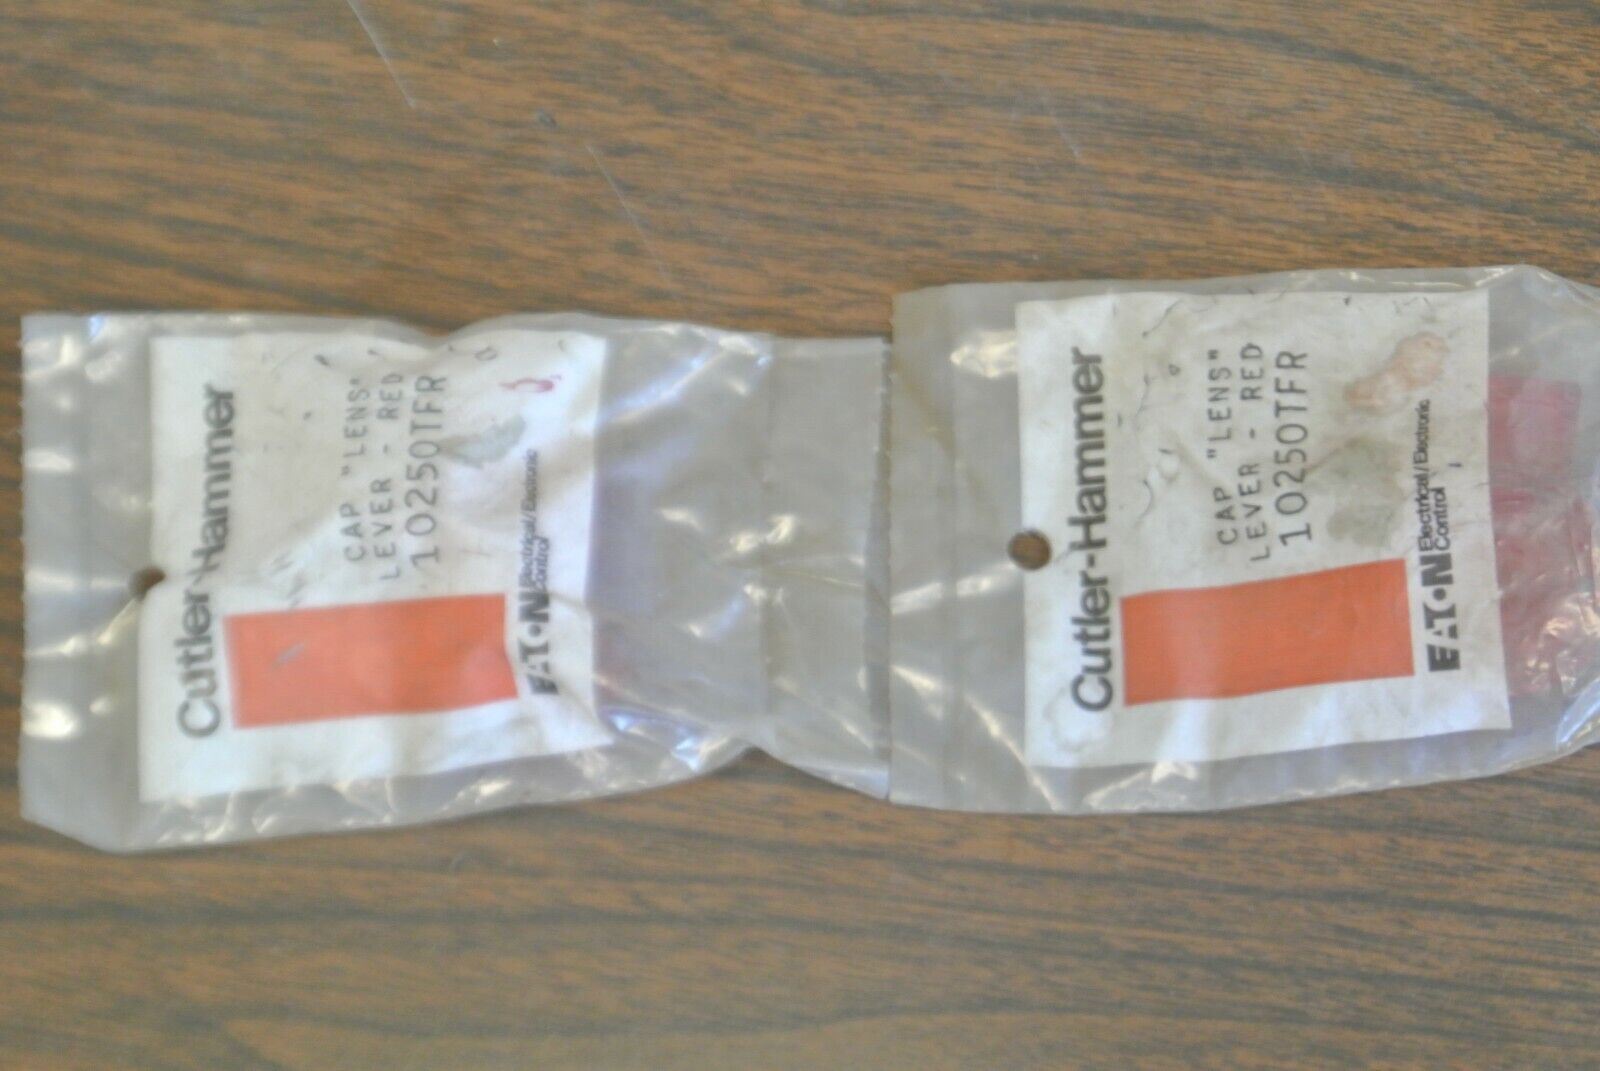 Cutler-Hammer
CAP "LENS"
LEVER - RED
10250TFR
EAT•N Electrical/Electronic
Control
Cutler-Hammer
CAP "LENS"
LEVER - RED
10250TFR
EAT•N Electrical/Electronic
Control